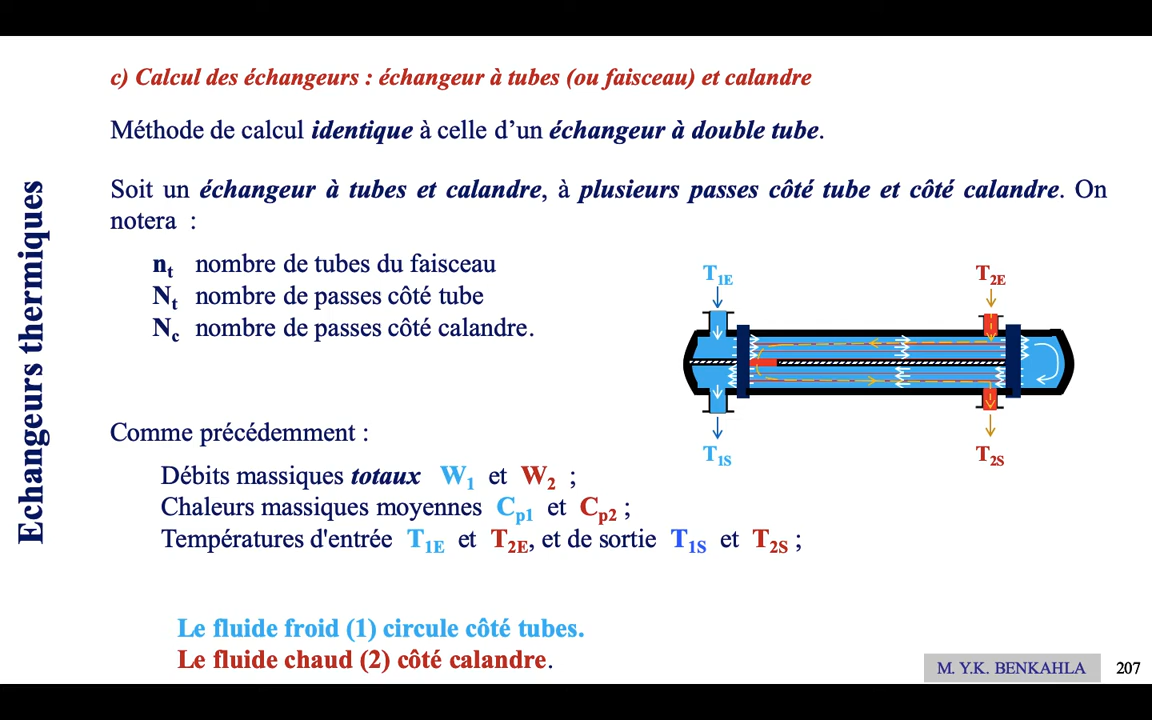 c) Calcul des échangeurs : échangeur à tubes (ou faisceau) et calandre
Méthode de calcul identique à celle d’un échangeur à double tube.
Soit un échangeur à tubes et calandre, à plusieurs passes côté tube et côté calandre. On
notera :
nt nombre de tubes du faisceau
Nt nombre de passes côté tube
Nc nombre de passes côté calandre.
T1E
T2E
T1S
T2S
Comme précédemment :
Débits massiques totaux W1 et W2 ;
Chaleurs massiques moyennes Cp1 et Cp2 ;
Températures d'entrée T1E et T2E, et de sortie T1S et T2S ;
Le fluide froid (1) circule côté tubes.
Le fluide chaud (2) côté calandre.
Echangeurs thermiques
M. Y.K. BENKAHLA
207